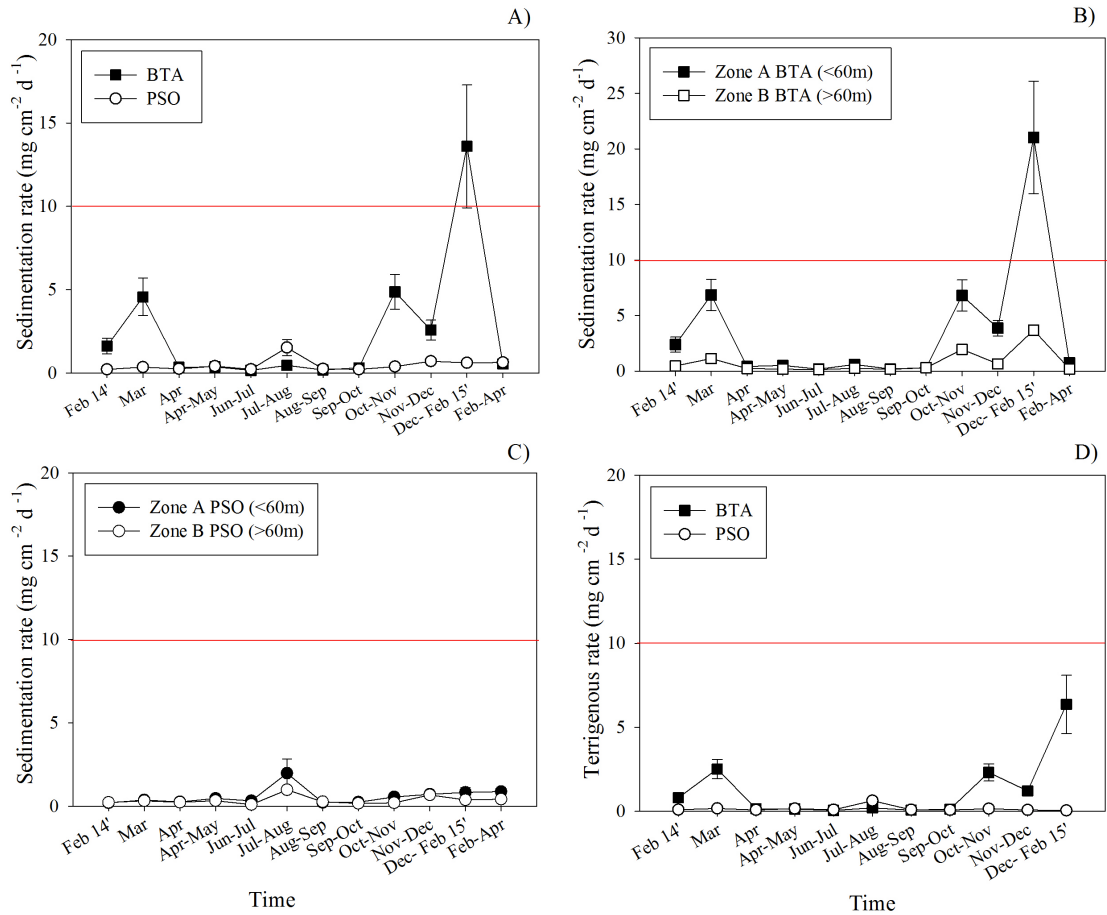 A)
Sedimentation rate (mg cm -2 d -1)
20
15
10
5
0
BTA
PSO
Feb 14'
Mar
Apr
Apr-May
Jun-Jul
Jul-Aug
Aug-Sep
Sep-Oct
Oct-Nov
Nov-Dec
Dec- Feb 15'
Feb-Apr
B)
Sedimentation rate (mg cm -2 d -1)
30
25
20
15
10
5
0
Zone A BTA (<60m)
Zone B BTA (>60m)
Feb 14'
Mar
Apr
Apr-May
Jun-Jul
Jul-Aug
Aug-Sep
Sep-Oct
Oct-Nov
Nov-Dec
Dec- Feb 15'
Feb-Apr
C)
Sedimentation rate (mg cm -2 d -1)
20
15
10
5
0
Zone A PSO (<60m)
Zone B PSO (>60m)
Feb 14'
Mar
Apr
Apr-May
Jun-Jul
Jul-Aug
Aug-Sep
Sep-Oct
Oct-Nov
Nov-Dec
Dec- Feb 15'
Feb-Apr
Time
D)
Terrigenous rate (mg cm -2 d -1)
20
15
10
5
0
BTA
PSO
Feb 14'
Mar
Apr
Apr-May
Jun-Jul
Jul-Aug
Aug-Sep
Sep-Oct
Oct-Nov
Nov-Dec
Dec- Feb 15'
Time